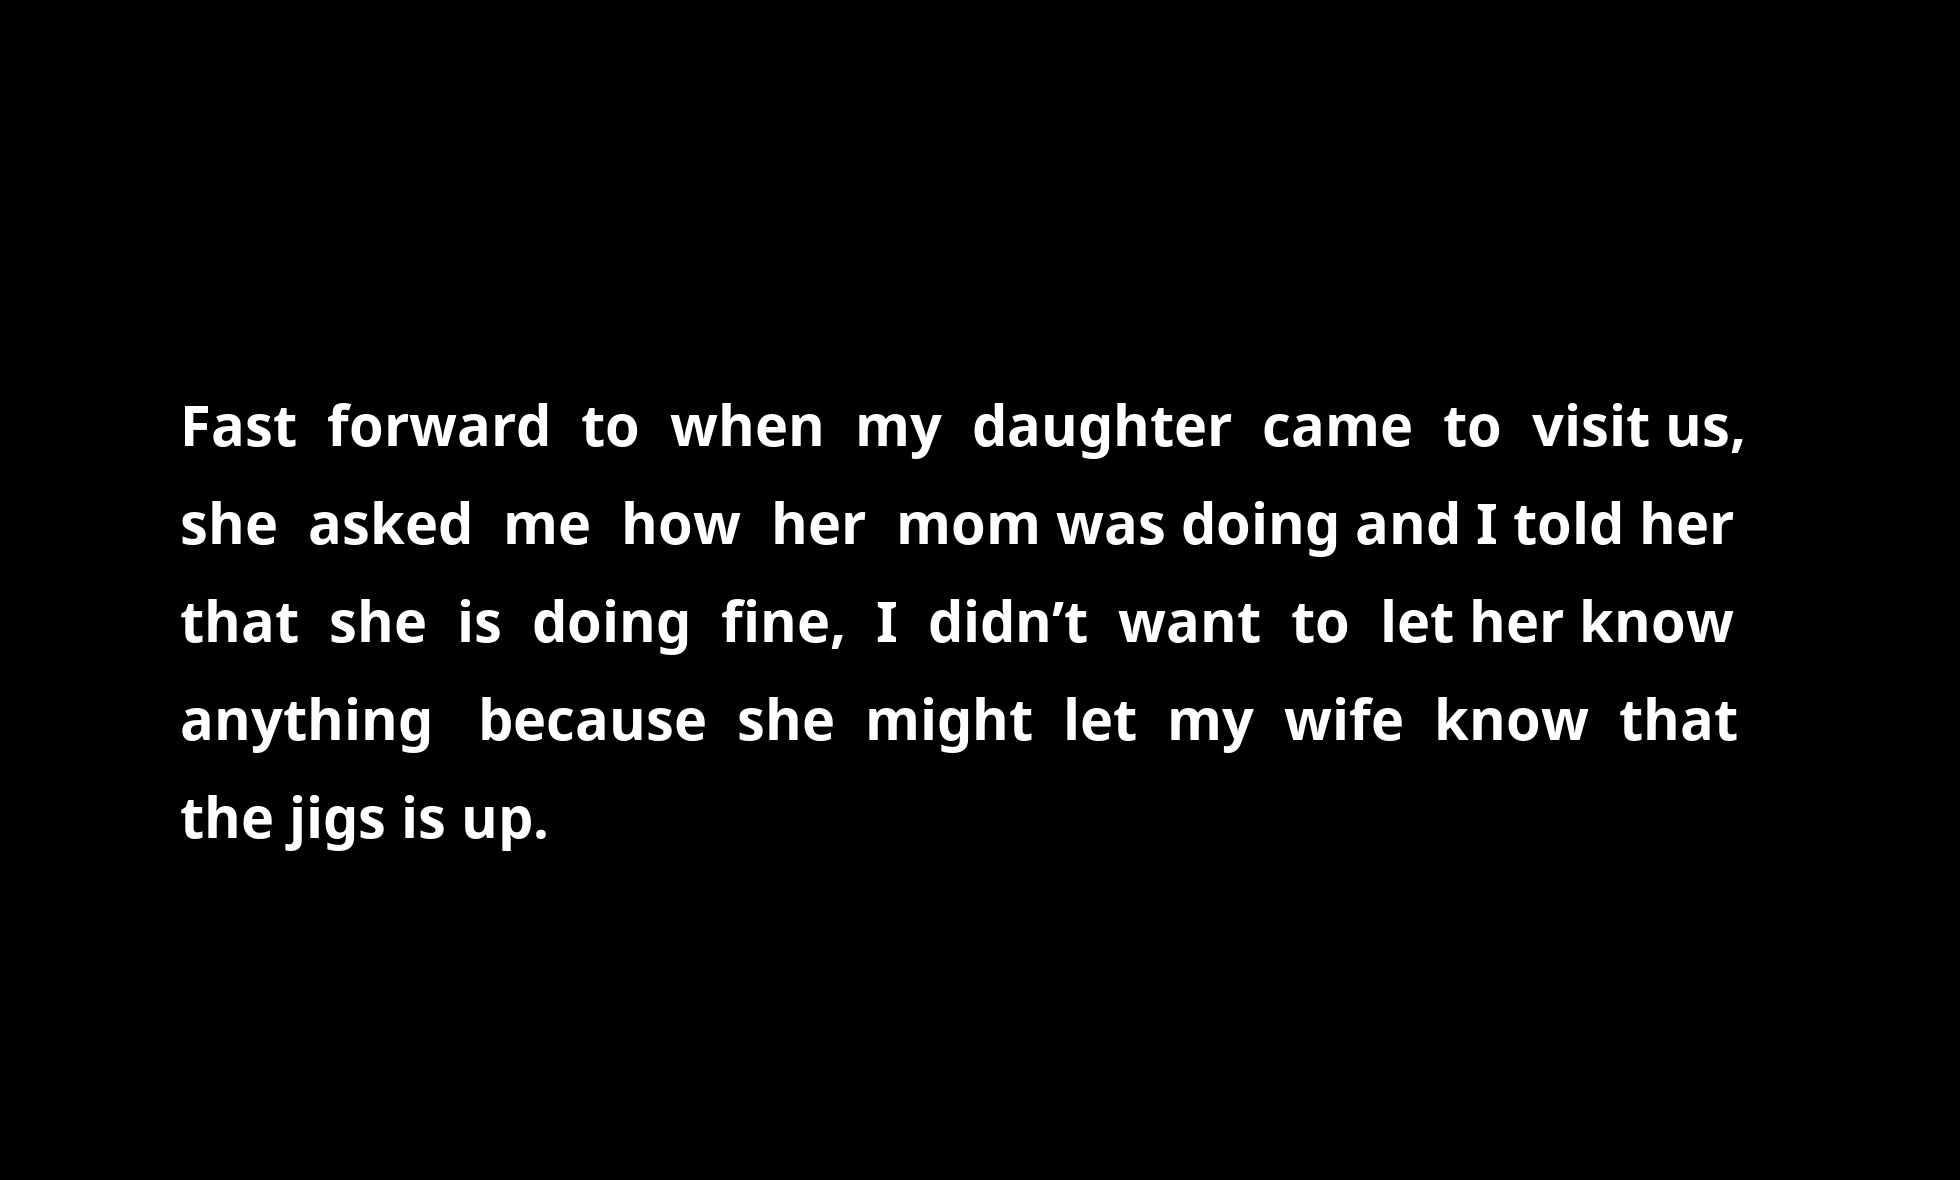 Fast forward to when my daughter came to visit us,
she asked me how her mom was doing and I told her
that she is doing fine, I didn’t want to let her know
anything because she might let my wife know that
the jigs is up.